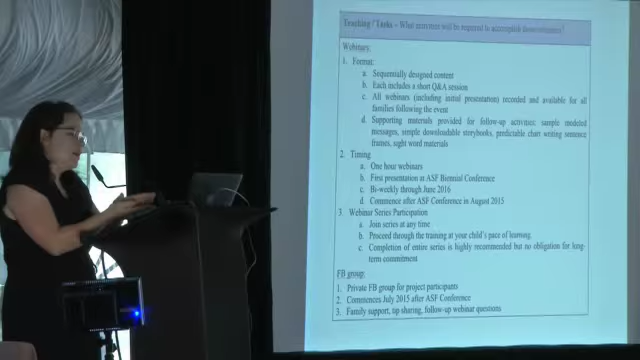 Teaching / Tasks – What activities will be required to accomplish these outcomes?
Webinars:
1. Format:
a. Sequentially designed content
b. Each includes a short Q&A session
c. All webinars (including initial presentation) recorded and available for all
families following the event
d. Supporting materials provided for follow-up activities: sample modeled
messages, simple downloadable storybooks, predictable chart writing sentence
frames, sight word materials
2. Timing
a. One hour webinars
b. First presentation at ASF Biennial Conference
c. Bi-weekly through June 2016
d. Commence after ASF Conference in August 2015
3. Webinar Series Participation
a. Join series at any time
b. Proceed through the training at your child's pace of learning.
c. Completion of entire series is highly recommended but no obligation for long-
term commitment
FB group:
1. Private FB group for project participants
2. Commences July 2015 after ASF Conference
3. Family support, tip sharing, follow-up webinar questions